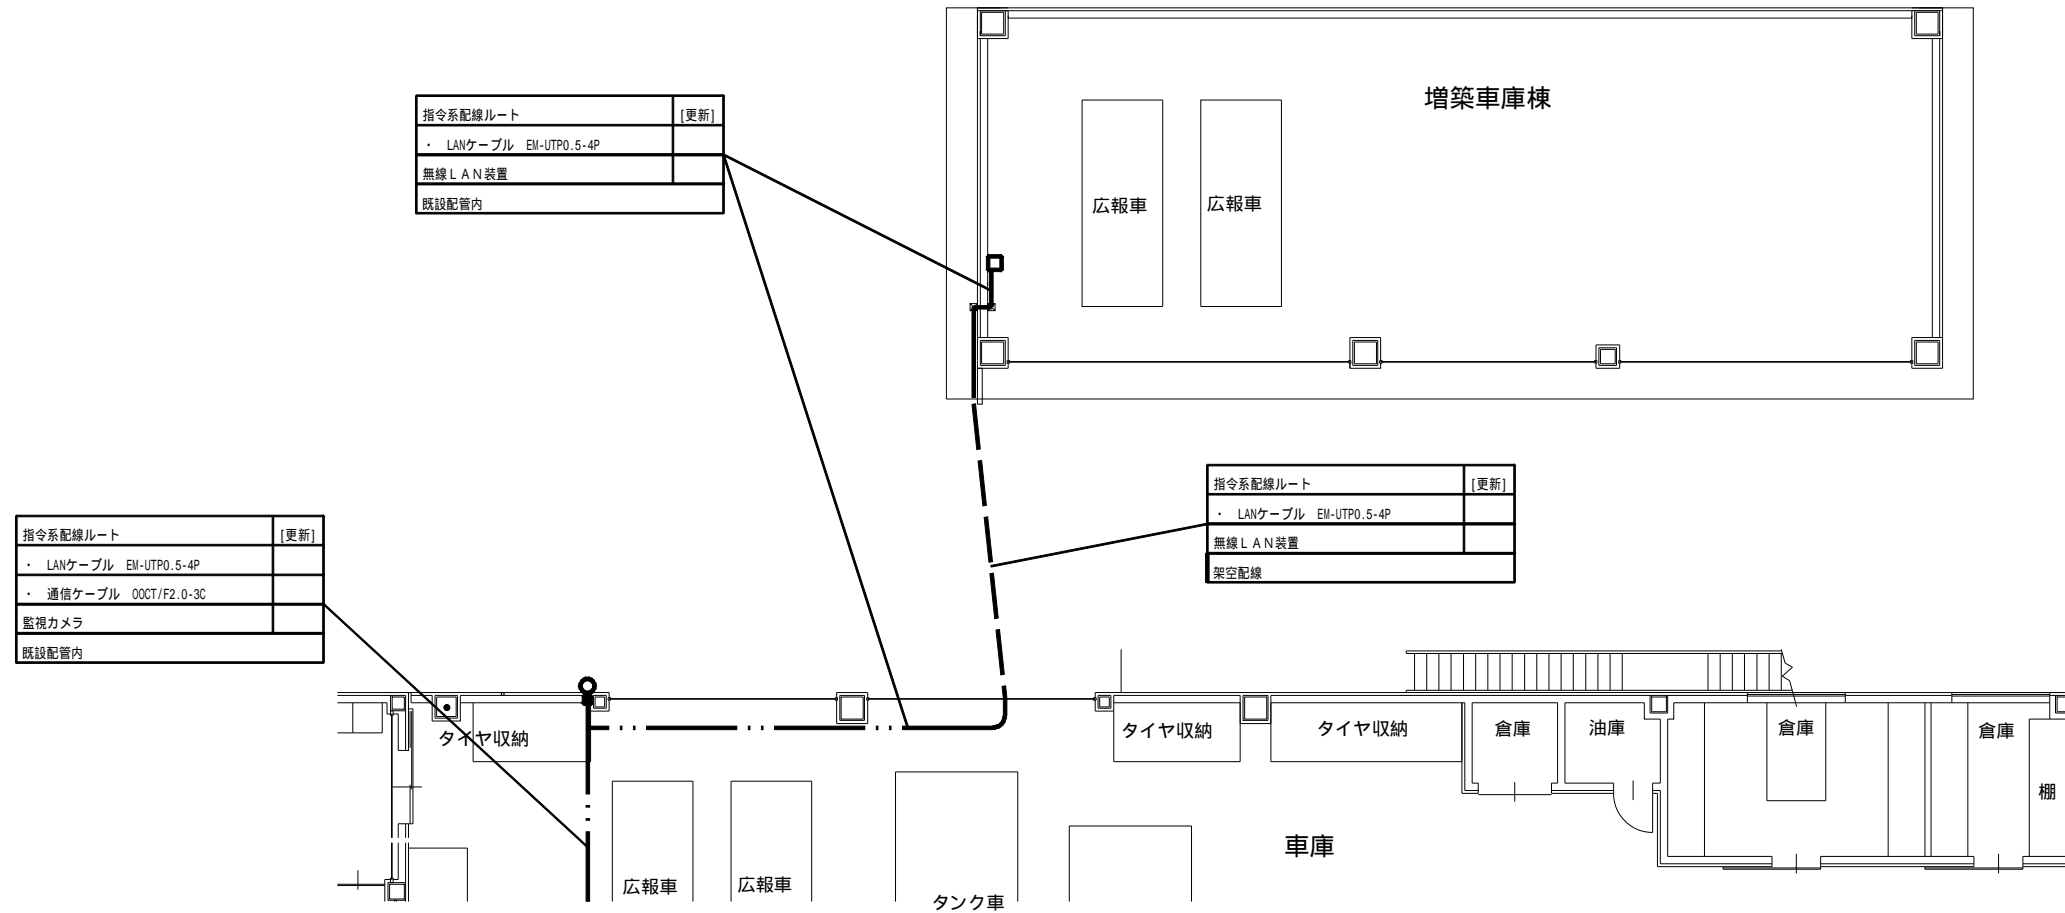 増築車庫棟
指令系配線ルート [更新]
・ LANケーブル EM-UTP0.5-4P
無線ＬＡＮ装置
既設配管内
広報車
広報車
指令系配線ルート [更新]
・ LANケーブル EM-UTP0.5-4P
無線ＬＡＮ装置
架空配線
指令系配線ルート [更新]
・ LANケーブル EM-UTP0.5-4P
・ 通信ケーブル OOCT/F2.0-3C
監視カメラ
既設配管内
タイヤ収納
タイヤ収納
タイヤ収納
倉庫
油庫
倉庫
倉庫
棚
車庫
広報車
広報車
タンク車